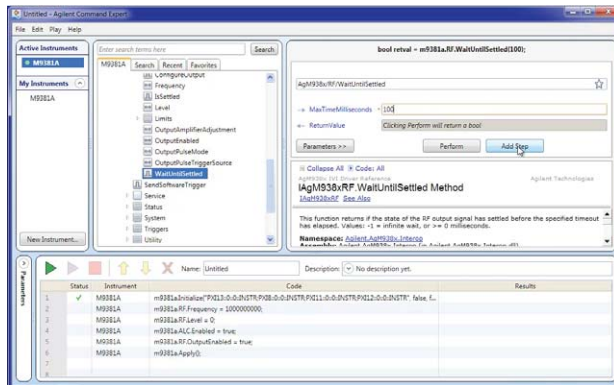 Untitled - Agilent Command Expert
File Edit Play Help
Active Instruments
M9381A
My Instruments
M9381A
New Instrument...
Enter search terms here
Search
M9381A Search Recent Favorites
ConfigureOutput
Frequency
IsSettled
Level
Limits
OutputAmplifierAdjustment
OutputEnabled
OutputPulseMode
OutputPulseTriggerSource
WaitUntilSettled
SendSoftwareTrigger
Service
Status
System
Triggers
Utility
bool retval = m9381a.RF.WaitUntilSettled(100);
AgM938x/RF/WaitUntilSettled
MaxTimeMilliseconds 100
ReturnValue Clicking Perform will return a bool
Parameters >> Perform Add Step
Collapse All Code: All
AgM938x IVI Driver Reference Agilent Technologies
IAgM938xRF.WaitUntilSettled Method
IAgM938xRF See Also
This function returns if the state of the RF output signal has settled before the specified timeout
has elapsed. Values: -1 = infinite wait, or >= 0 milliseconds.
Namespace: Agilent.AgM938x.Interop
Parameters
Name: Untitled Description: No description yet.
Status Instrument Code Results
1 M9381A m9381a.Initialize("PXI13::0::0::INSTR;PXI8::0::0::INSTR;PXI11::0::0::INSTR;PXI12::0::0::INSTR", false, f...
2 M9381A m9381a.RF.Frequency = 1000000000;
3 M9381A m9381a.RF.Level = 0;
4 M9381A m9381a.ALC.Enabled = true;
5 M9381A m9381a.RF.OutputEnabled = true;
6 M9381A m9381a.Apply();
7
8